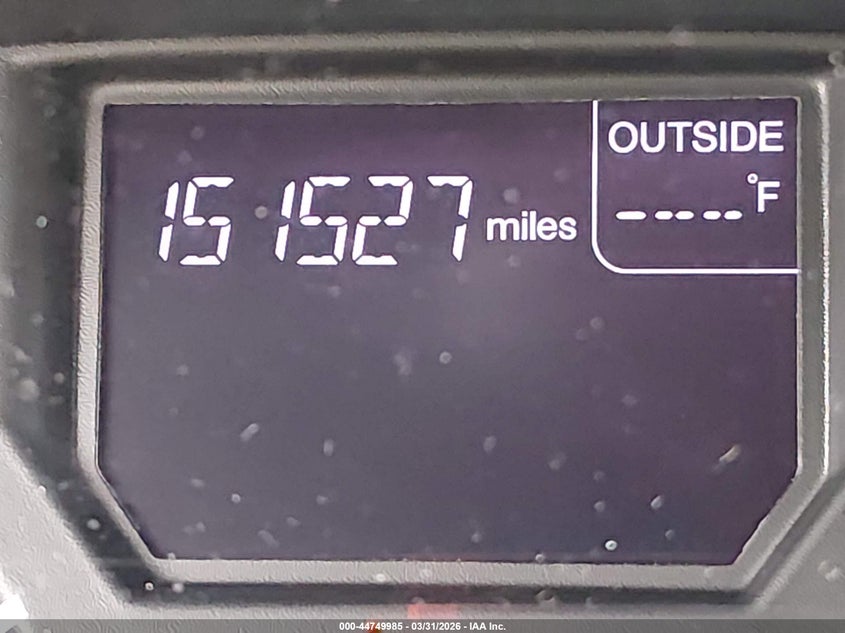 OUTSIDE
151527 miles
-----°F
000-44749985 - 03/31/2026 - IAA Inc.